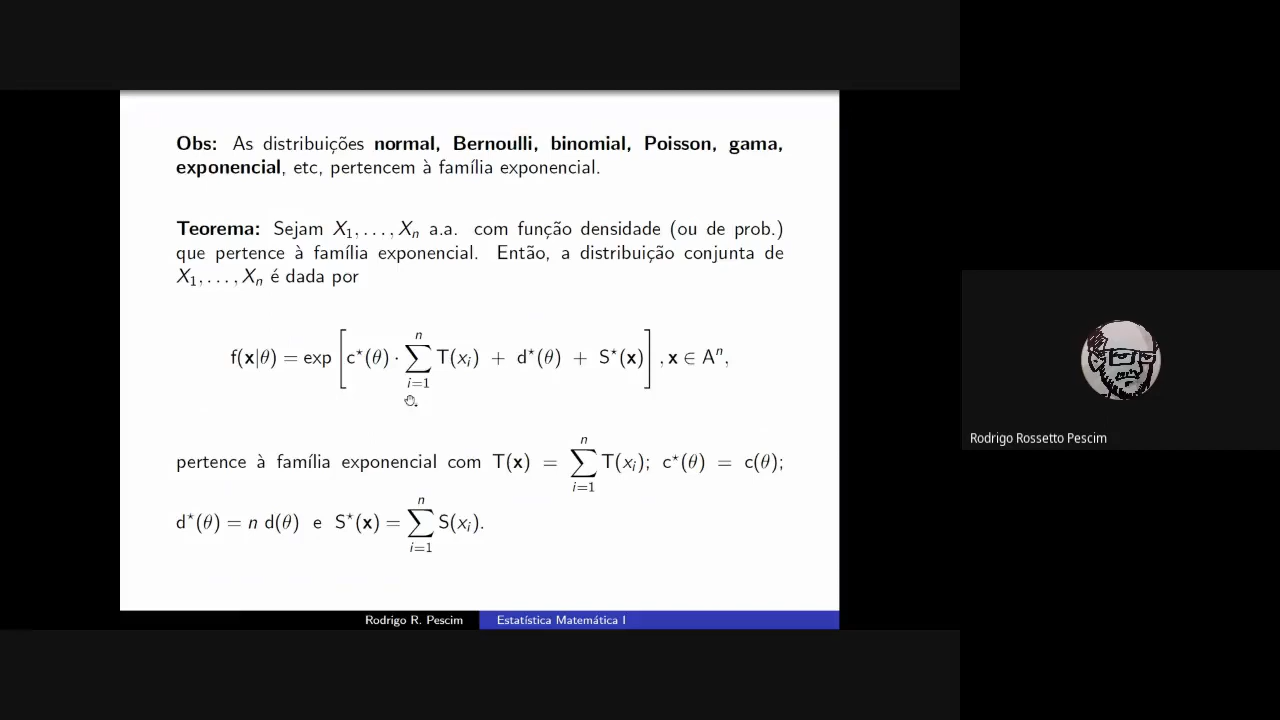 Obs: As distribuições normal, Bernoulli, binomial, Poisson, gama,
exponencial, etc, pertencem à família exponencial.
Teorema: Sejam X₁, . . . , Xₙ a.a. com função densidade (ou de prob.)
que pertence à família exponencial. Então, a distribuição conjunta de
X₁, . . . , Xₙ é dada por
f(x|θ) = exp [ c⋆(θ) · ∑ᵢ₌₁ⁿ T(xᵢ) + d⋆(θ) + S⋆(x) ] , x ∈ Aⁿ,
pertence à família exponencial com T(x) = ∑ᵢ₌₁ⁿ T(xᵢ); c⋆(θ) = c(θ);
d⋆(θ) = n d(θ) e S⋆(x) = ∑ᵢ₌₁ⁿ S(xᵢ).
Rodrigo R. Pescim Estatística Matemática I
Rodrigo Rossetto Pescim